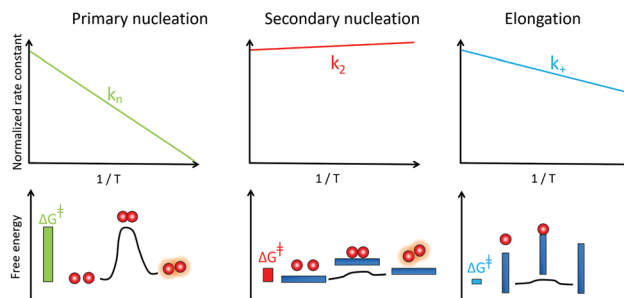 Primary nucleation
Secondary nucleation
Elongation
Normalized rate constant
kn
k2
k+
1 / T
1 / T
1 / T
Free energy
ΔG‡
ΔG‡
ΔG‡